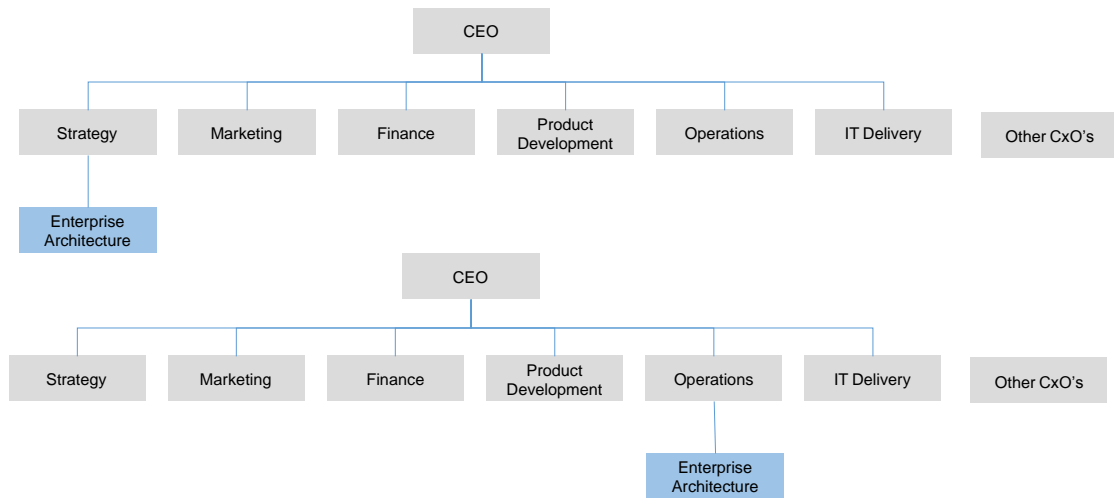 CEO
Strategy
Marketing
Finance
Product
Development
Operations
IT Delivery
Other CxO's
Enterprise
Architecture
CEO
Strategy
Marketing
Finance
Product
Development
Operations
IT Delivery
Other CxO's
Enterprise
Architecture